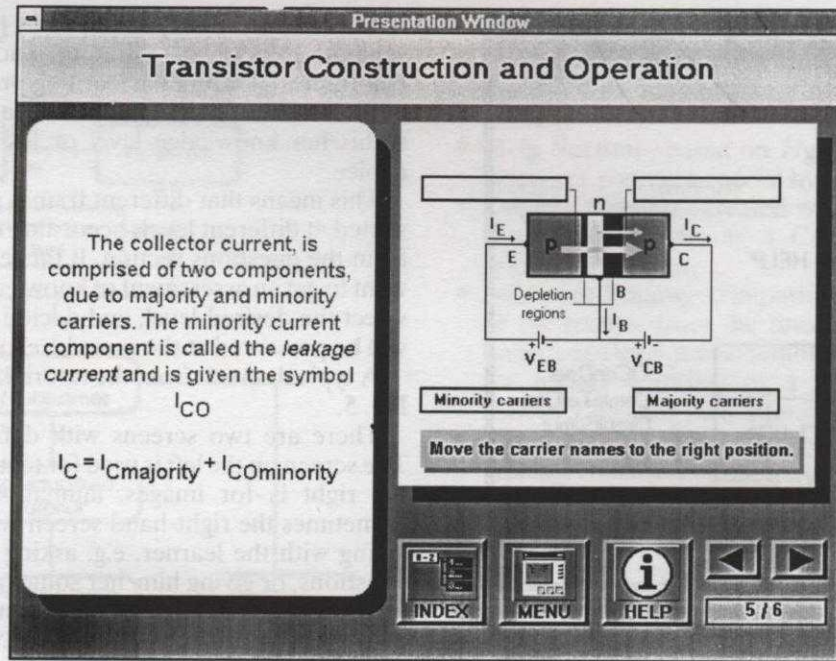 Presentation Window
Transistor Construction and Operation
The collector current, is
comprised of two components,
due to majority and minority
carriers. The minority current
component is called the leakage
current and is given the symbol
ICO
IC = ICmajority + ICOminority
n
IE
IC
p
p
E
C
Depletion
regions
B
IB
+ -
+ -
VEB
VCB
Minority carriers
Majority carriers
Move the carrier names to the right position.
A-Z
i
INDEX
MENU
HELP
5 / 6